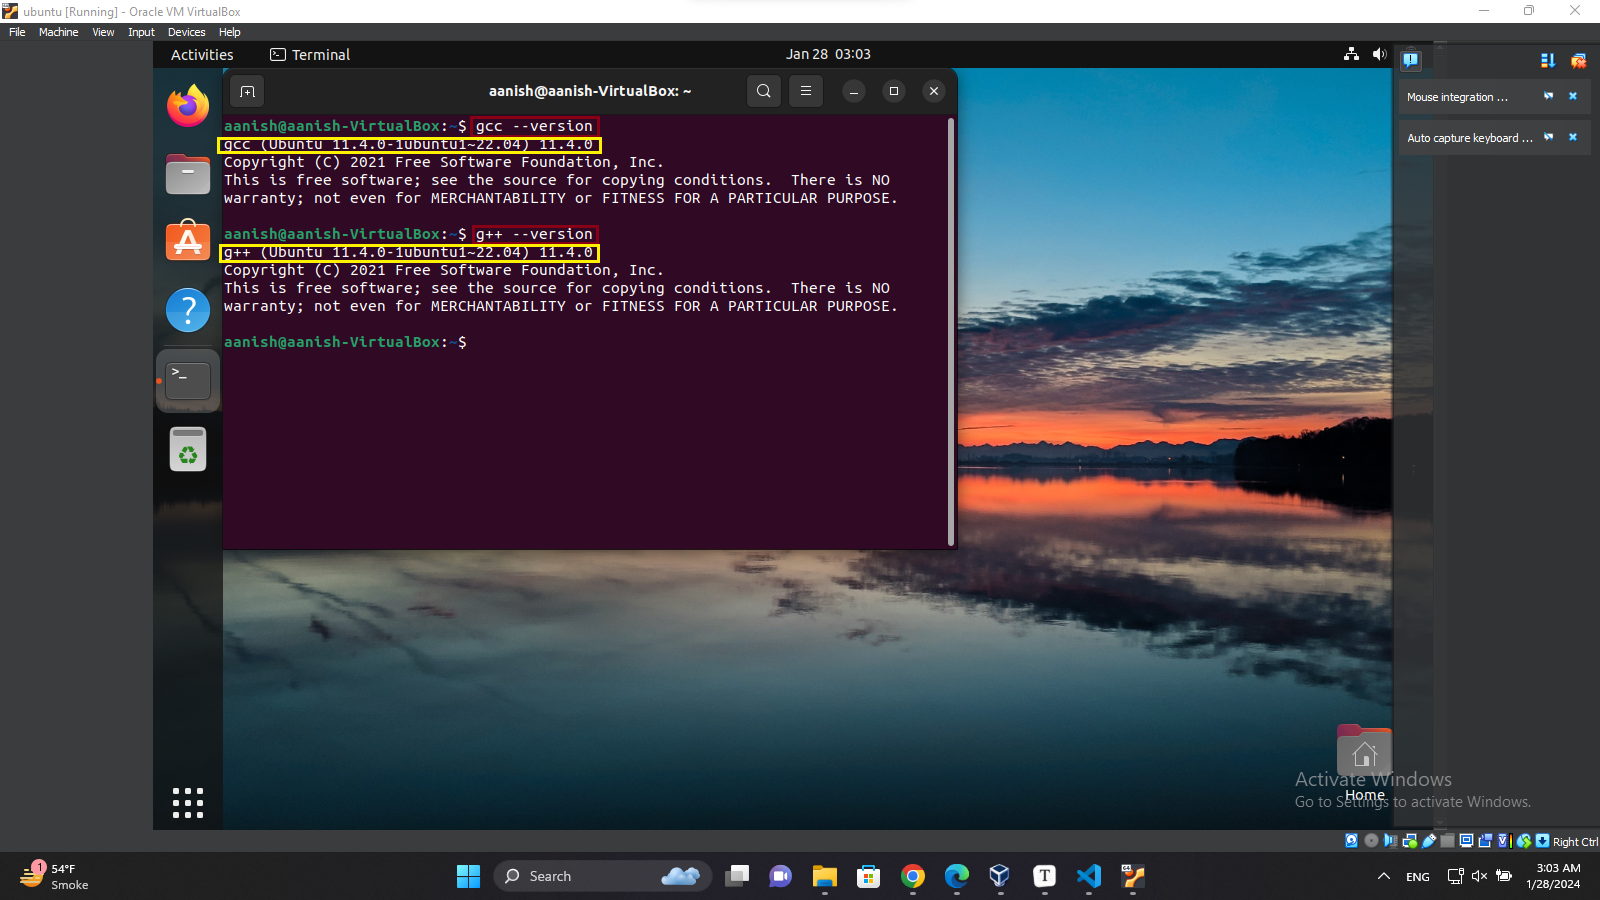 ubuntu [Running] - Oracle VM VirtualBox
File Machine View Input Devices Help
Activities Terminal Jan 28 03:03
aanish@aanish-VirtualBox: ~
Mouse integration ...
Auto capture keyboard ...
aanish@aanish-VirtualBox:~$ gcc --version
gcc (Ubuntu 11.4.0-1ubuntu1~22.04) 11.4.0
Copyright (C) 2021 Free Software Foundation, Inc.
This is free software; see the source for copying conditions.  There is NO
warranty; not even for MERCHANTABILITY or FITNESS FOR A PARTICULAR PURPOSE.
aanish@aanish-VirtualBox:~$ g++ --version
g++ (Ubuntu 11.4.0-1ubuntu1~22.04) 11.4.0
Copyright (C) 2021 Free Software Foundation, Inc.
This is free software; see the source for copying conditions.  There is NO
warranty; not even for MERCHANTABILITY or FITNESS FOR A PARTICULAR PURPOSE.
aanish@aanish-VirtualBox:~$
Activate Windows
Home
Go to Settings to activate Windows.
Right Ctrl
1
54°F
Smoke
Search
T
ENG
3:03 AM
1/28/2024